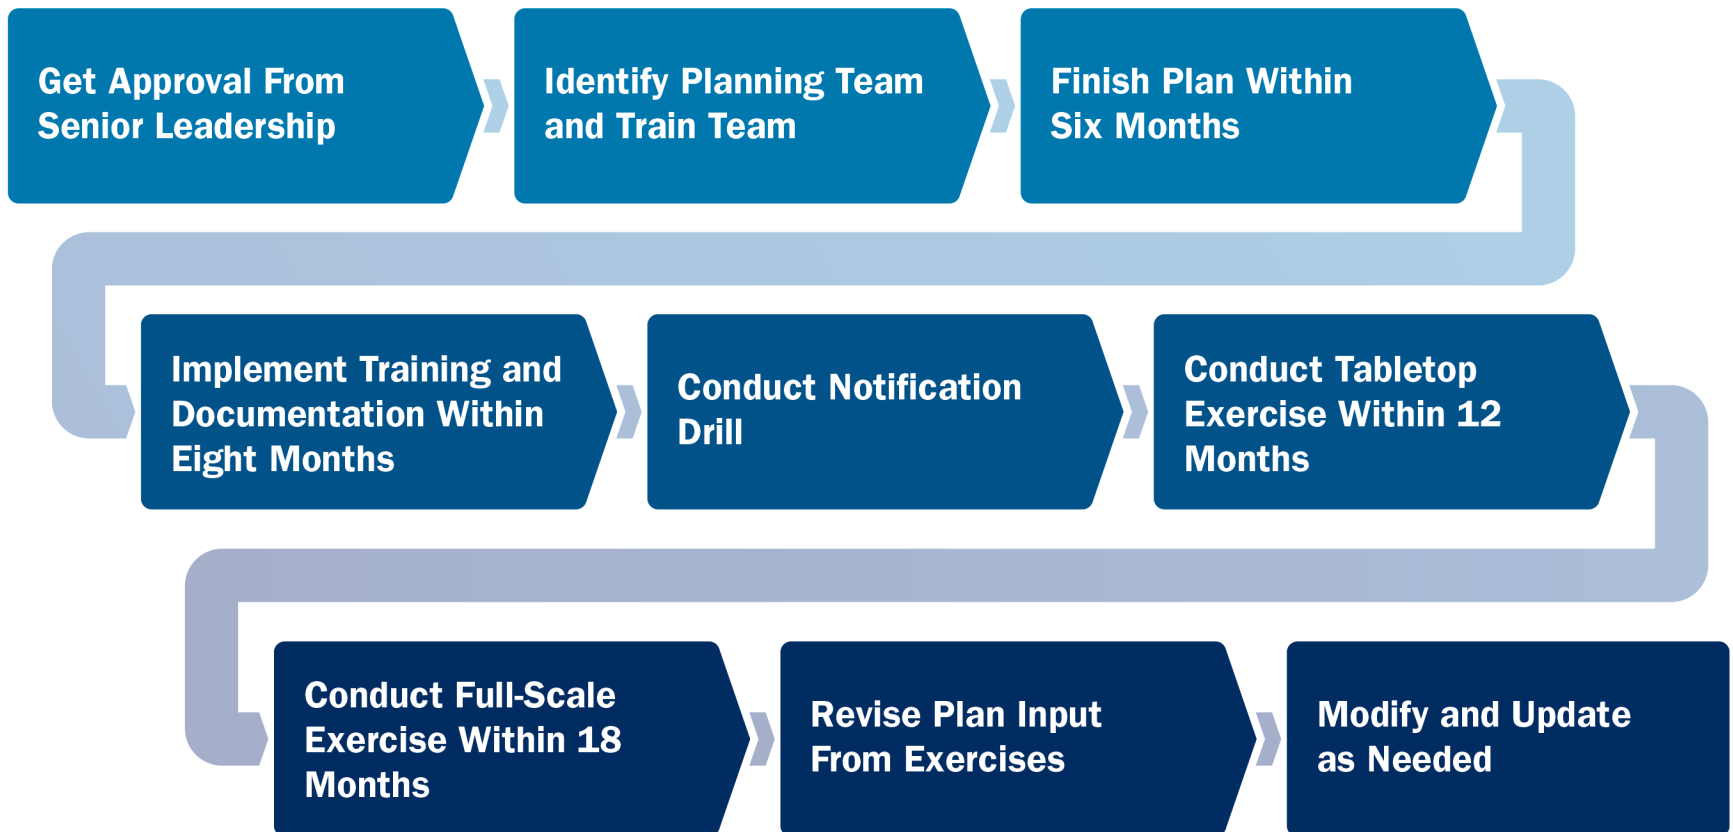 Get Approval From
Senior Leadership
Identify Planning Team
and Train Team
Finish Plan Within
Six Months
Implement Training and
Documentation Within
Eight Months
Conduct Notification
Drill
Conduct Tabletop
Exercise Within 12
Months
Conduct Full-Scale
Exercise Within 18
Months
Revise Plan Input
From Exercises
Modify and Update
as Needed